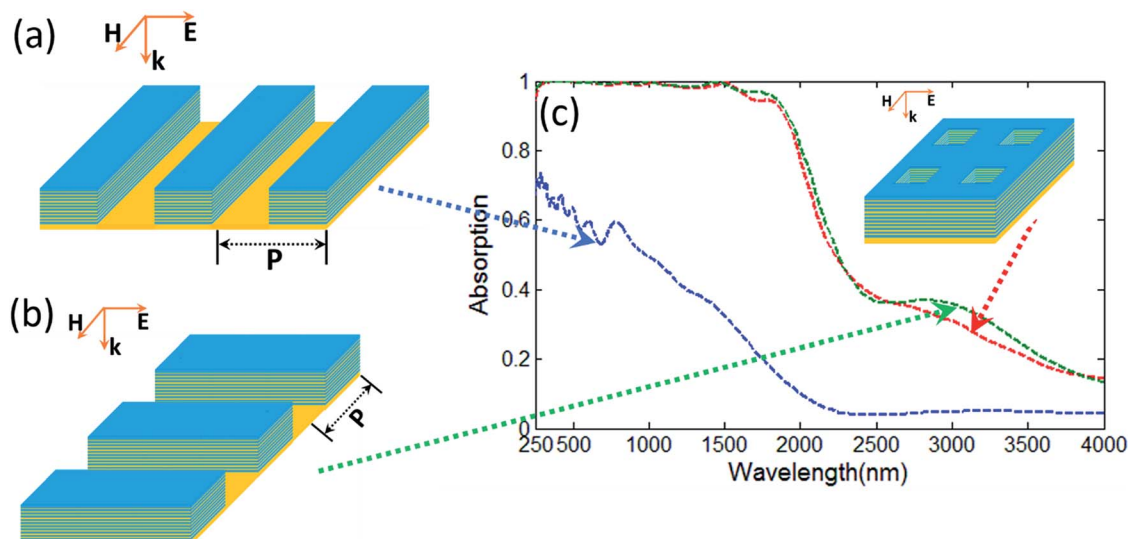 (a)
H
E
k
P
(b)
H
E
k
P
(c)
H
E
k
Absorption
1
0.8
0.6
0.4
0.2
0
250
500
1000
1500
2000
2500
3000
3500
4000
Wavelength(nm)